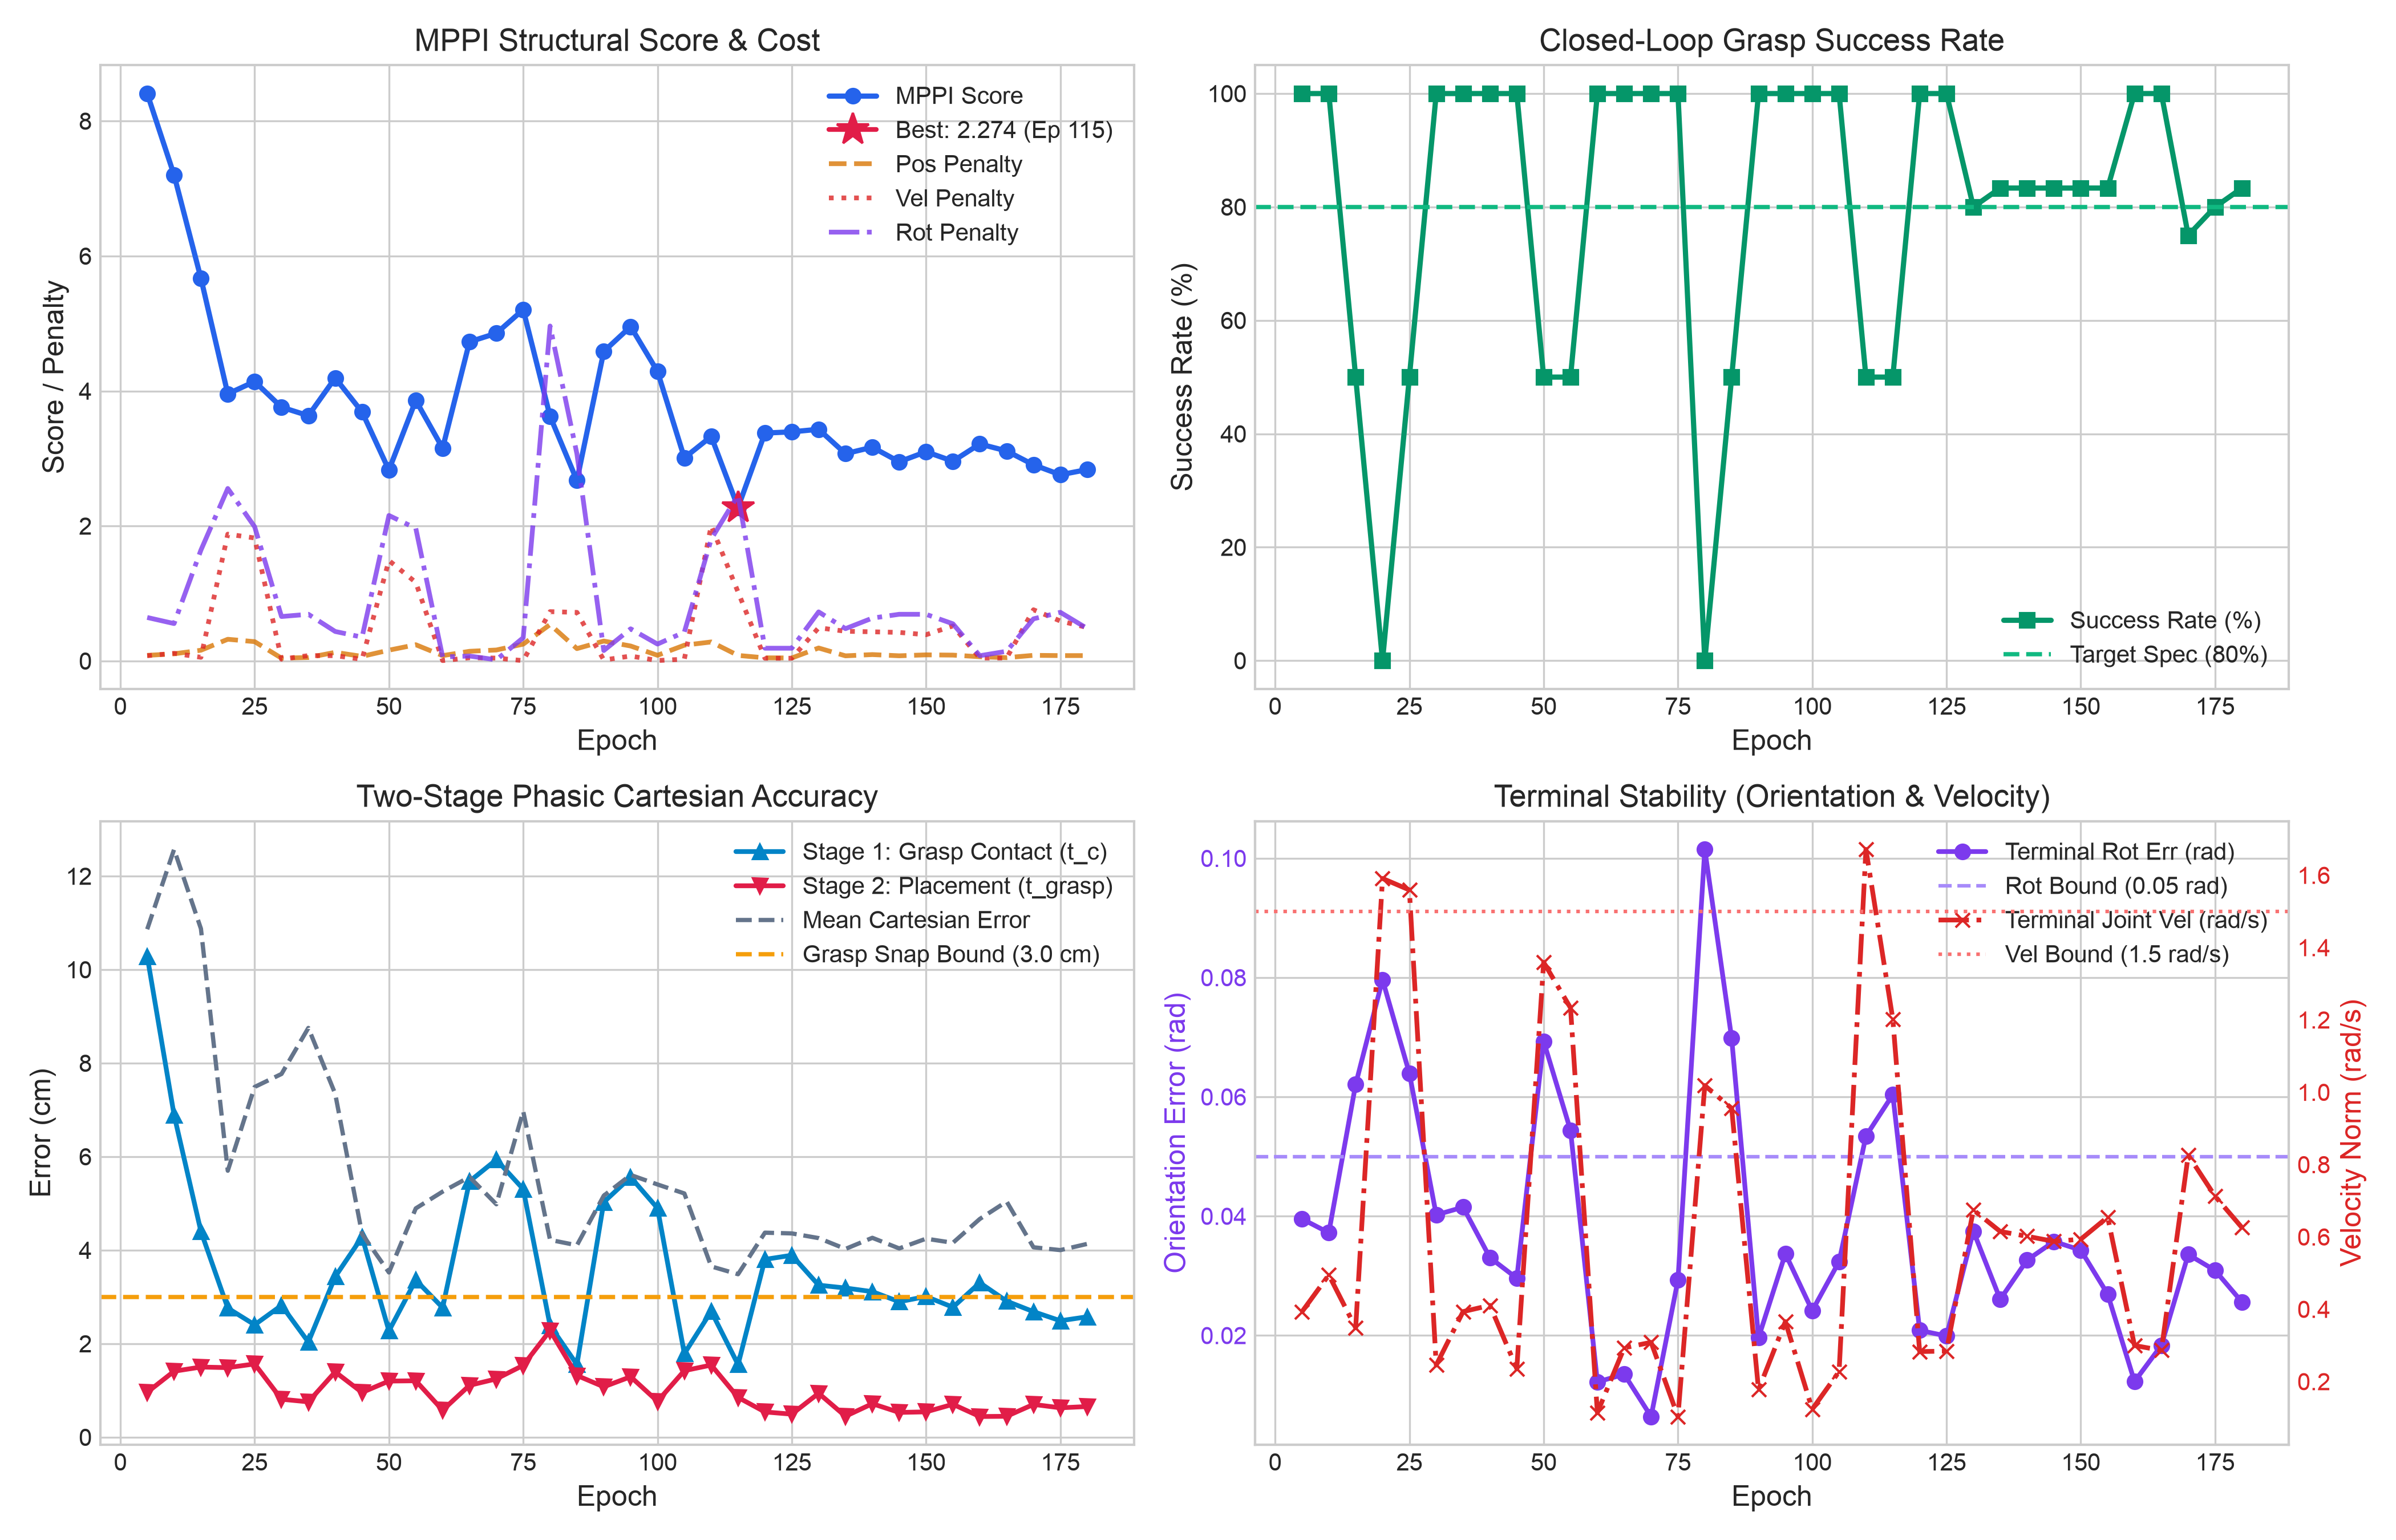 MPPI Structural Score & Cost
Score / Penalty
8
6
4
2
0
0 25 50 75 100 125 150 175
Epoch
MPPI Score
Best: 2.274 (Ep 115)
Pos Penalty
Vel Penalty
Rot Penalty
Closed-Loop Grasp Success Rate
Success Rate (%)
100
80
60
40
20
0
0 25 50 75 100 125 150 175
Epoch
Success Rate (%)
Target Spec (80%)
Two-Stage Phasic Cartesian Accuracy
Error (cm)
12
10
8
6
4
2
0
0 25 50 75 100 125 150 175
Epoch
Stage 1: Grasp Contact (t_c)
Stage 2: Placement (t_grasp)
Mean Cartesian Error
Grasp Snap Bound (3.0 cm)
Terminal Stability (Orientation & Velocity)
Orientation Error (rad)
0.10
0.08
0.06
0.04
0.02
0 25 50 75 100 125 150 175
Epoch
Terminal Rot Err (rad)
Rot Bound (0.05 rad)
Terminal Joint Vel (rad/s)
Vel Bound (1.5 rad/s)
1.6
1.4
1.2
1.0
0.8
0.6
0.4
0.2
Velocity Norm (rad/s)